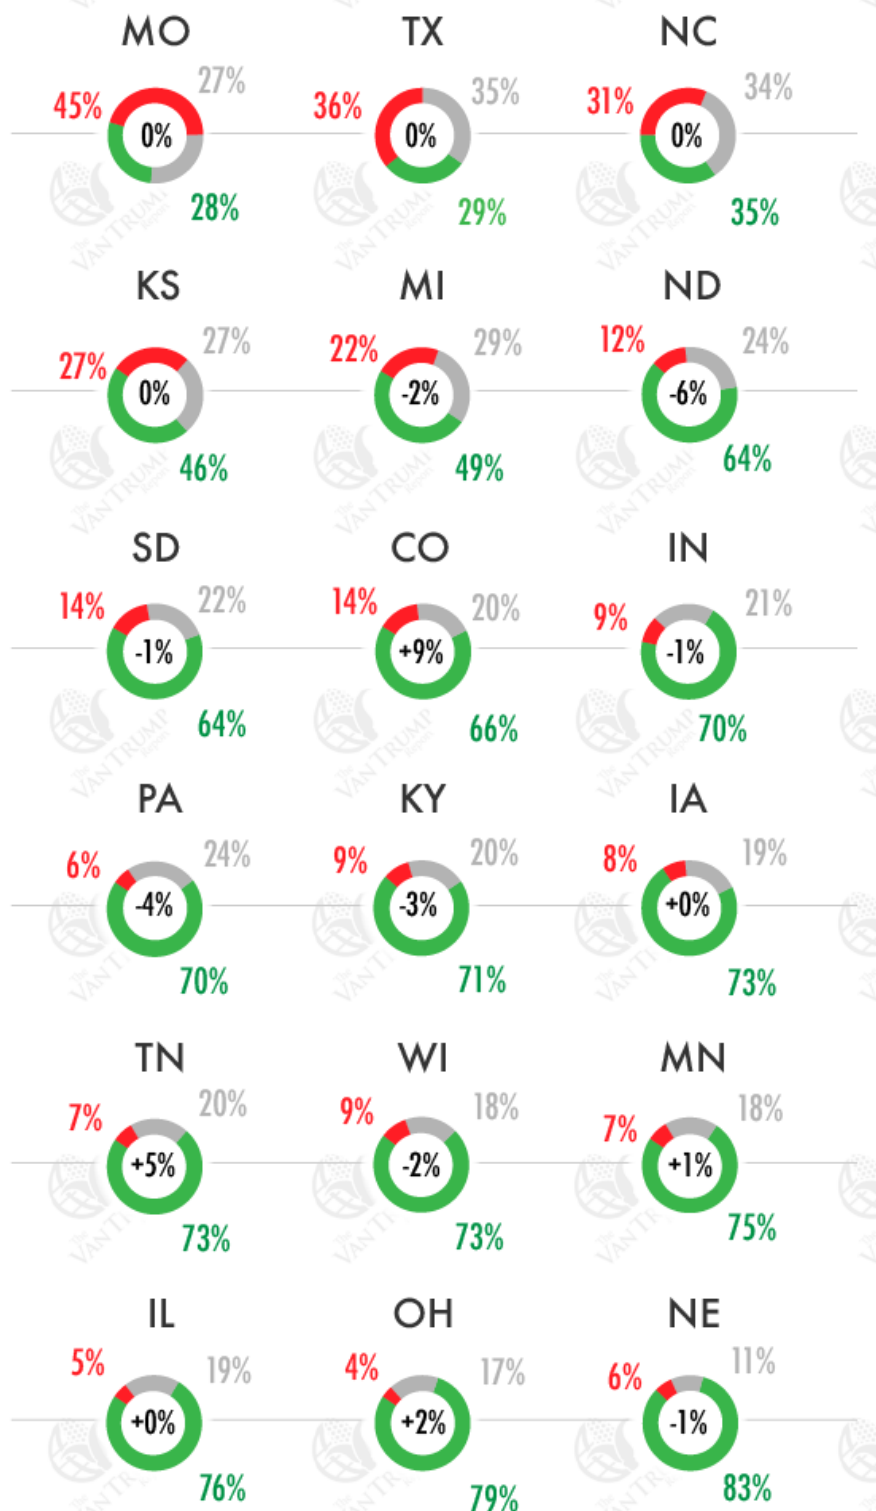 MO TX NC
45% 27% 36% 35% 31% 34%
0% 0% 0%
28% 29% 35%
KS MI ND
27% 27% 22% 29% 12% 24%
0% -2% -6%
46% 49% 64%
SD CO IN
14% 22% 14% 20% 9% 21%
-1% +9% -1%
64% 66% 70%
PA KY IA
6% 24% 9% 20% 8% 19%
-4% -3% +0%
70% 71% 73%
TN WI MN
7% 20% 9% 18% 7% 18%
+5% -2% +1%
73% 73% 75%
IL OH NE
5% 19% 4% 17% 6% 11%
+0% +2% -1%
76% 79% 83%
The
VAN TRUMP
Report